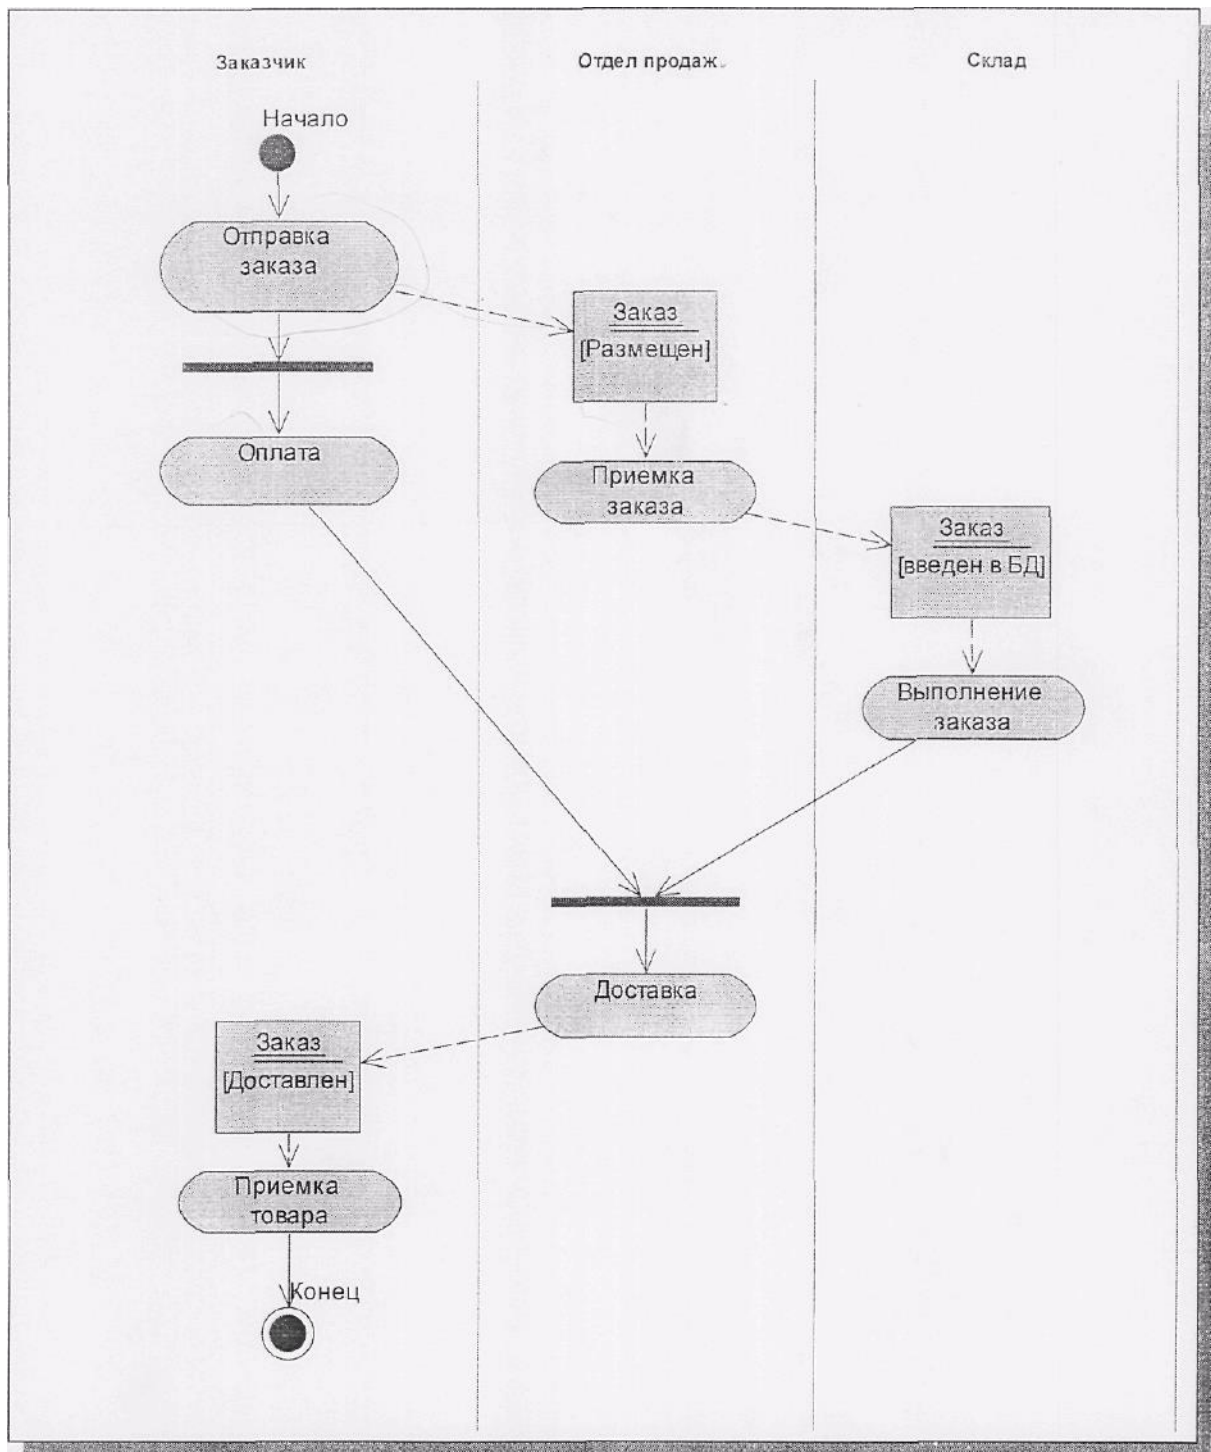 Заказчик
Отдел продаж
Склад
Начало
Отправка
заказа
Заказ
[Размещен]
Оплата
Приемка
заказа
Заказ
[введен в БД]
Выполнение
заказа
Доставка
Заказ
[Доставлен]
Приемка
товара
Конец